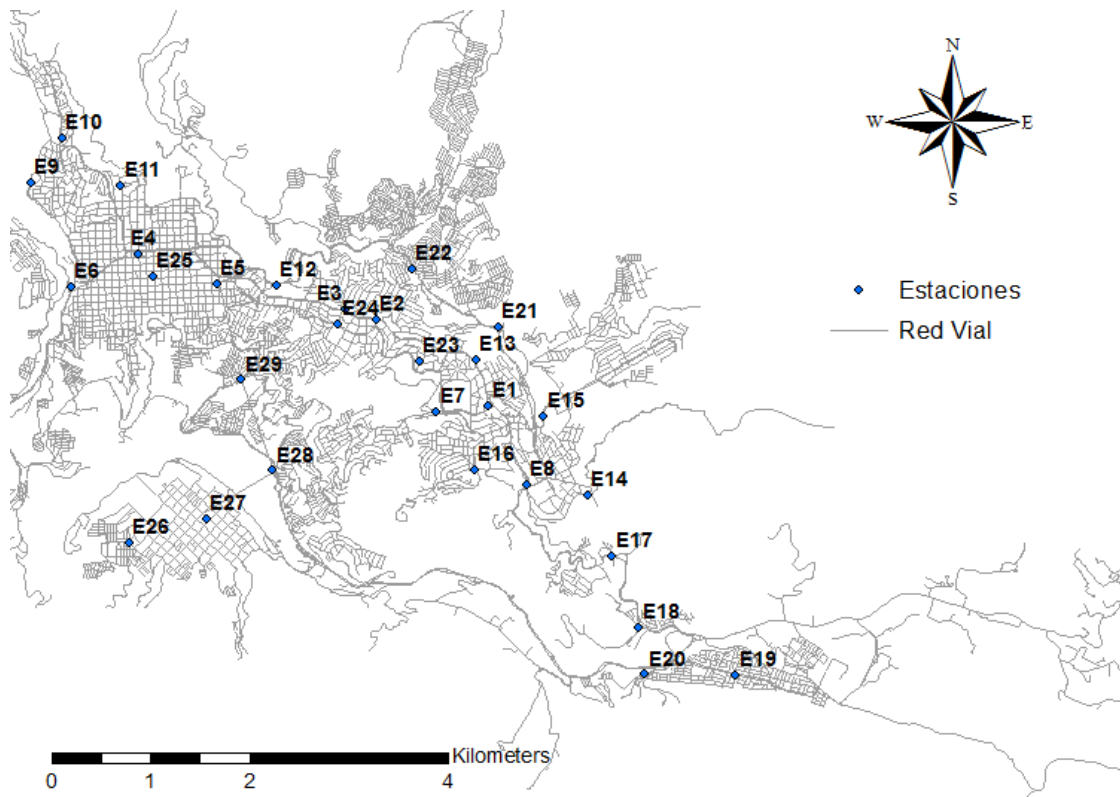 N
W E
S
E10
E9
E11
E4
E25
E6
E5
E12
E22
E3
E24
E2
E21
E23
E13
E29
E7
E1
E15
E16
E8
E14
E28
E27
E26
E17
E18
E20
E19
Estaciones
Red Vial
Kilometers
0 1 2 4